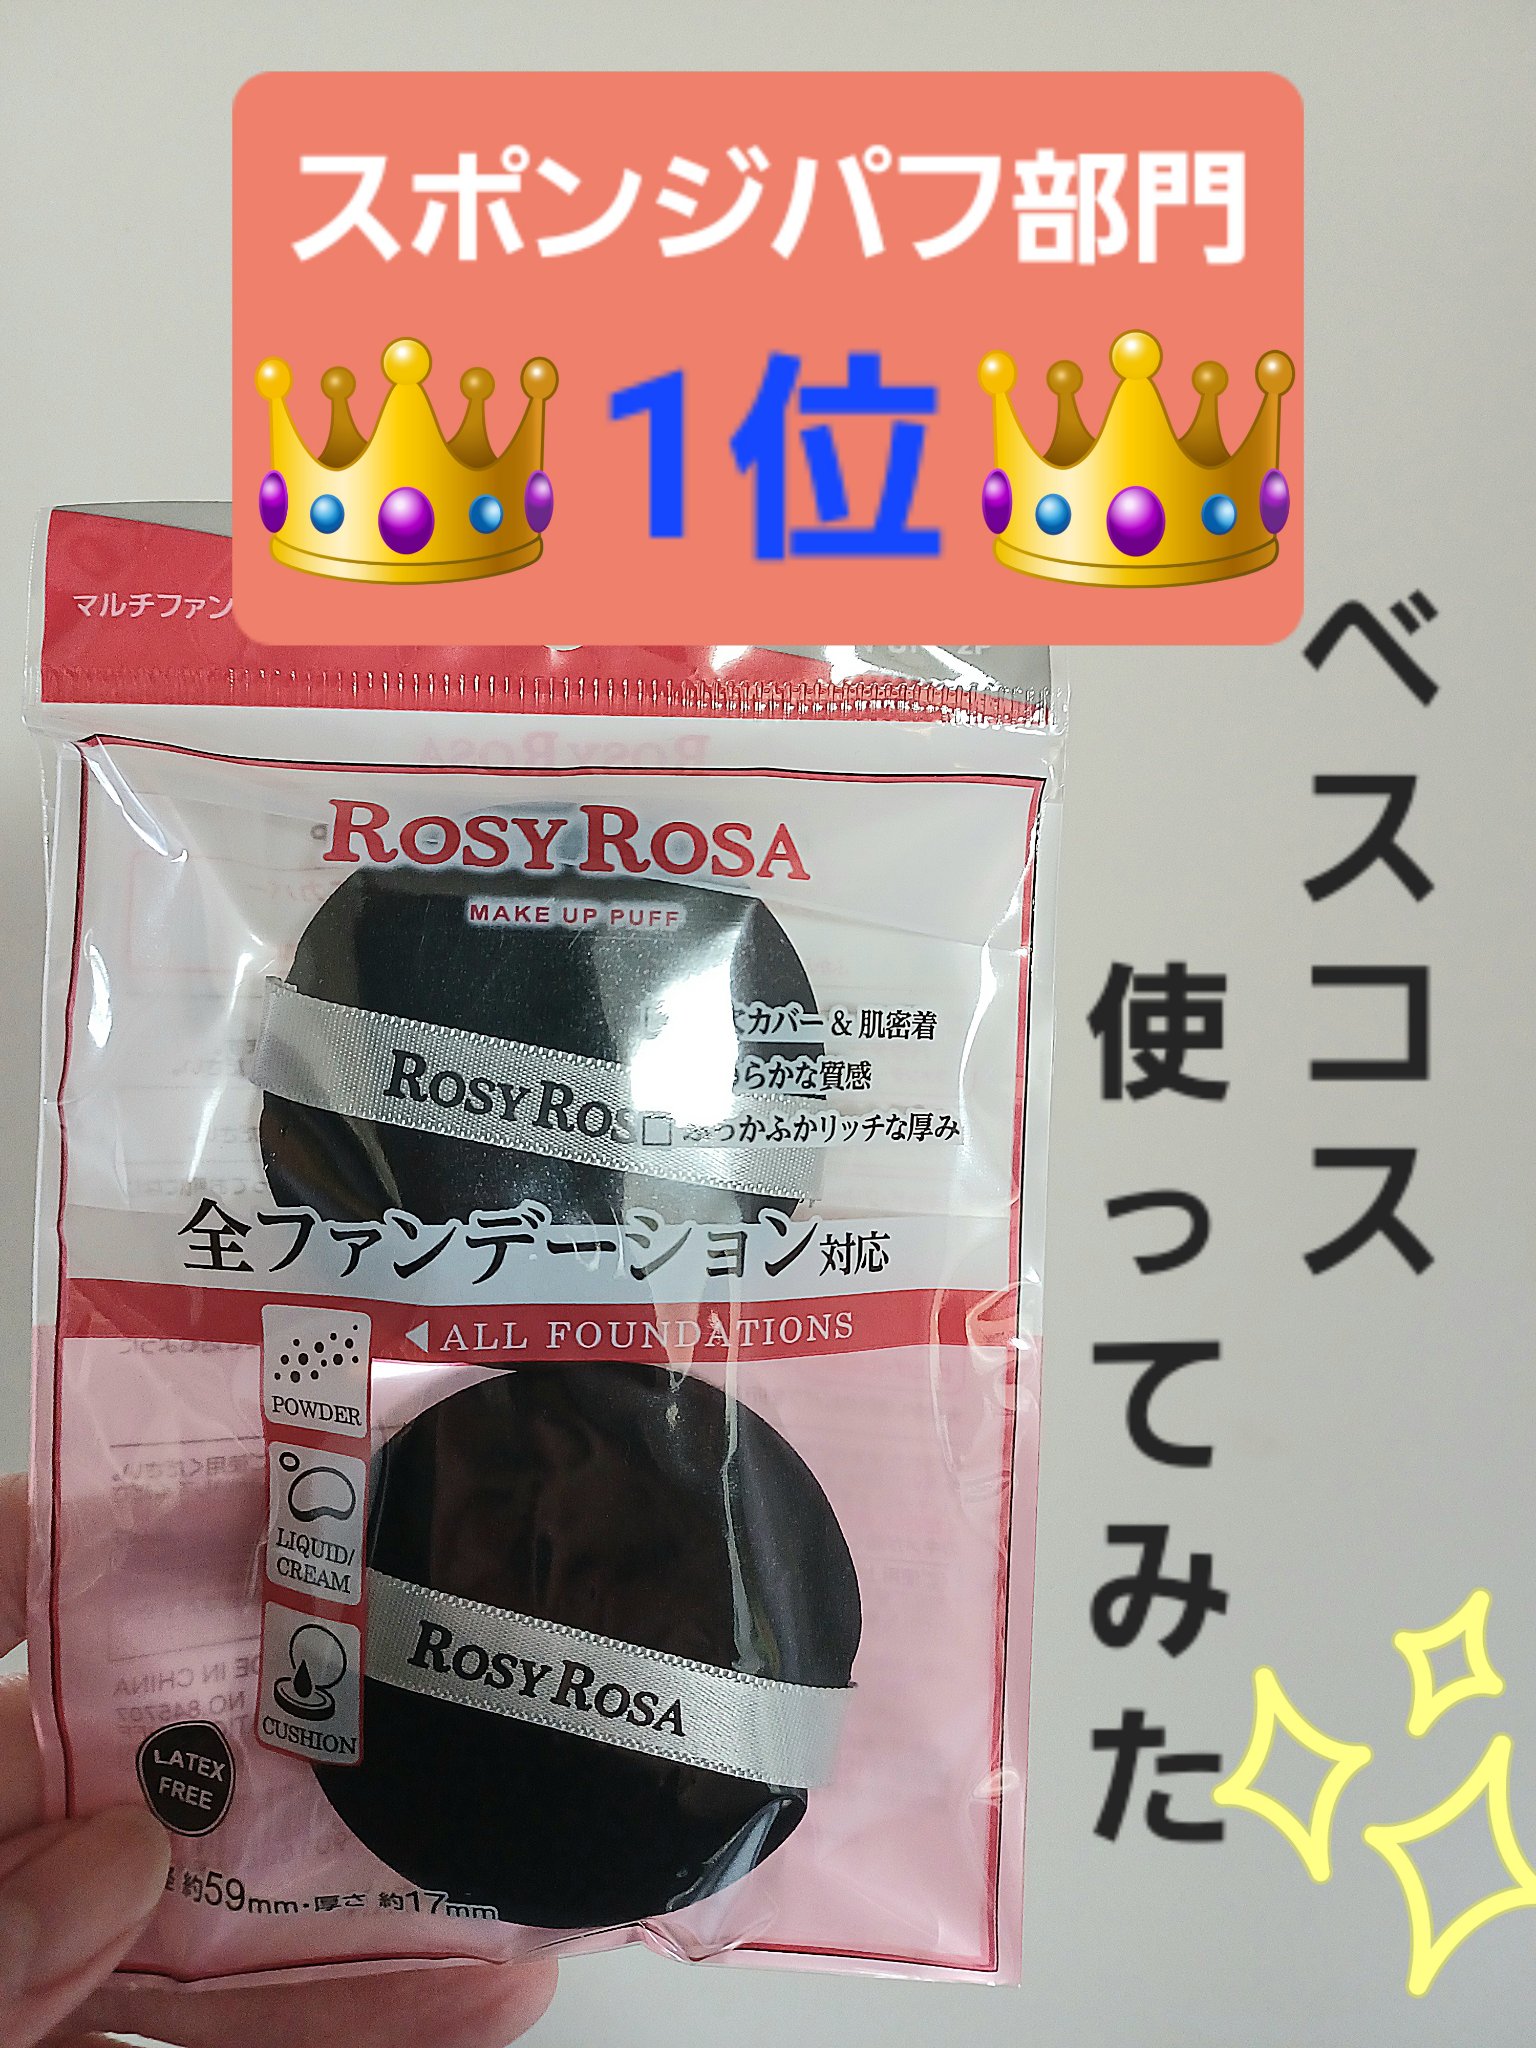 スポンジパフ部門
1位
ベスコス
使ってみた
マルチファン
2P
ROSY ROSA
MAKE UP PUFF
カバー & 肌密着
らかな質感
ふかリッチな厚み
ROSY ROS
全ファンデーション対応
ALL FOUNDATIONS
POWDER
LIQUID/
CREAM
CUSHION
ROSY ROSA
LATEX
FREE
約59mm・厚さ 約17mm